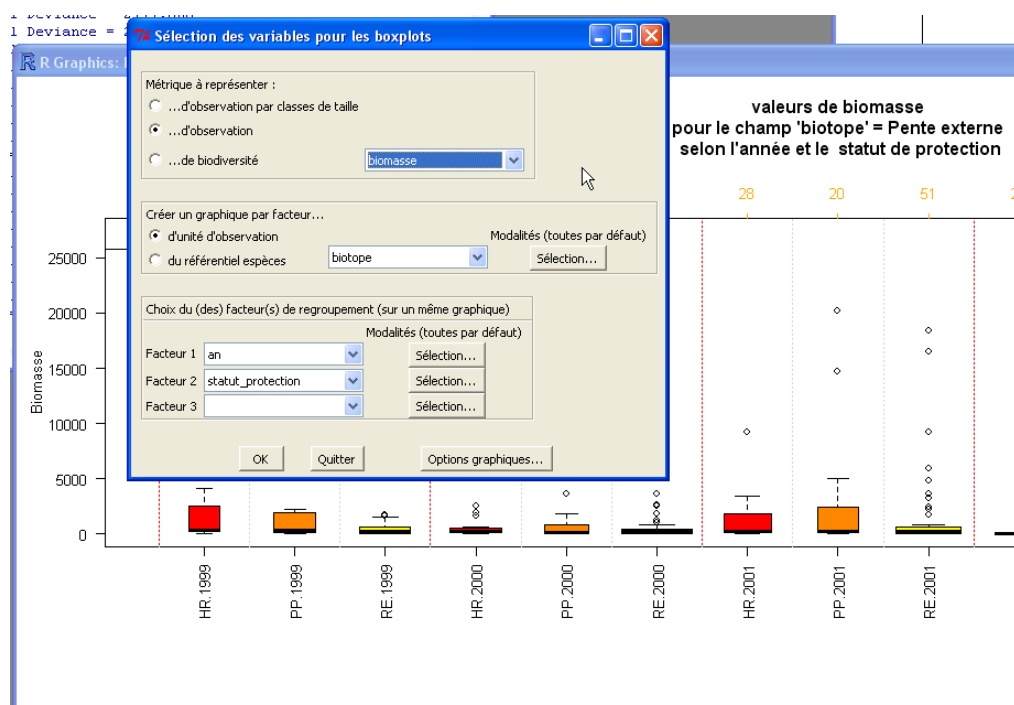 1 Deviance = 2
Sélection des variables pour les boxplots
R Graphics:
Métrique à représenter :
...d'observation par classes de taille
...d'observation
...de biodiversité
biomasse
Créer un graphique par facteur...
d'unité d'observation
Modalités (toutes par défaut)
du référentiel espèces
biotope
Sélection...
Choix du (des) facteur(s) de regroupement (sur un même graphique)
Modalités (toutes par défaut)
Facteur 1 an Sélection...
Facteur 2 statut_protection Sélection...
Facteur 3 Sélection...
OK Quitter Options graphiques...
valeurs de biomasse
pour le champ 'biotope' = Pente externe
selon l'année et le statut de protection
28 20 51
Biomasse
25000
20000
15000
10000
5000
0
HR.1999
PP.1999
RE.1999
HR.2000
PP.2000
RE.2000
HR.2001
PP.2001
RE.2001